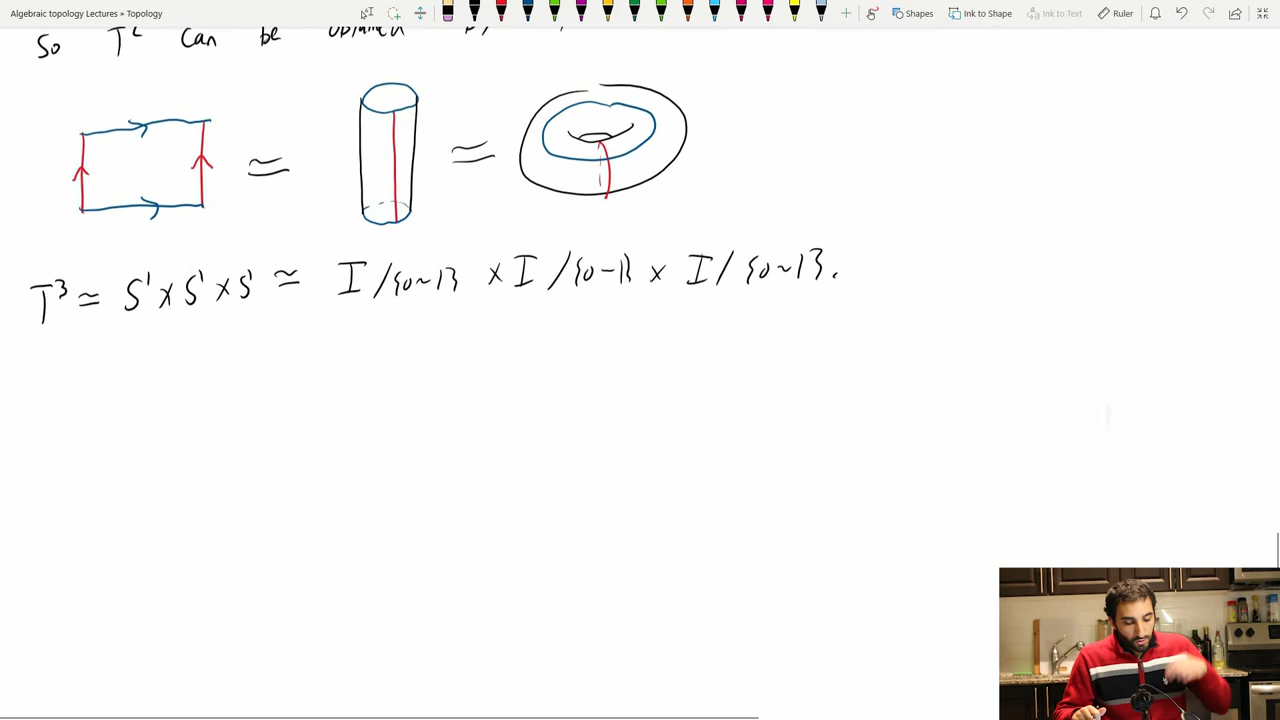 Algebraic topology Lectures » Topology
Shapes Ink to Shape Ink to Text Ruler
So T² can be
≃ ≃
T³ ≃ S¹ × S¹ × S¹ ≃ I/{0~1} × I/{0~1} × I/{0~1}.